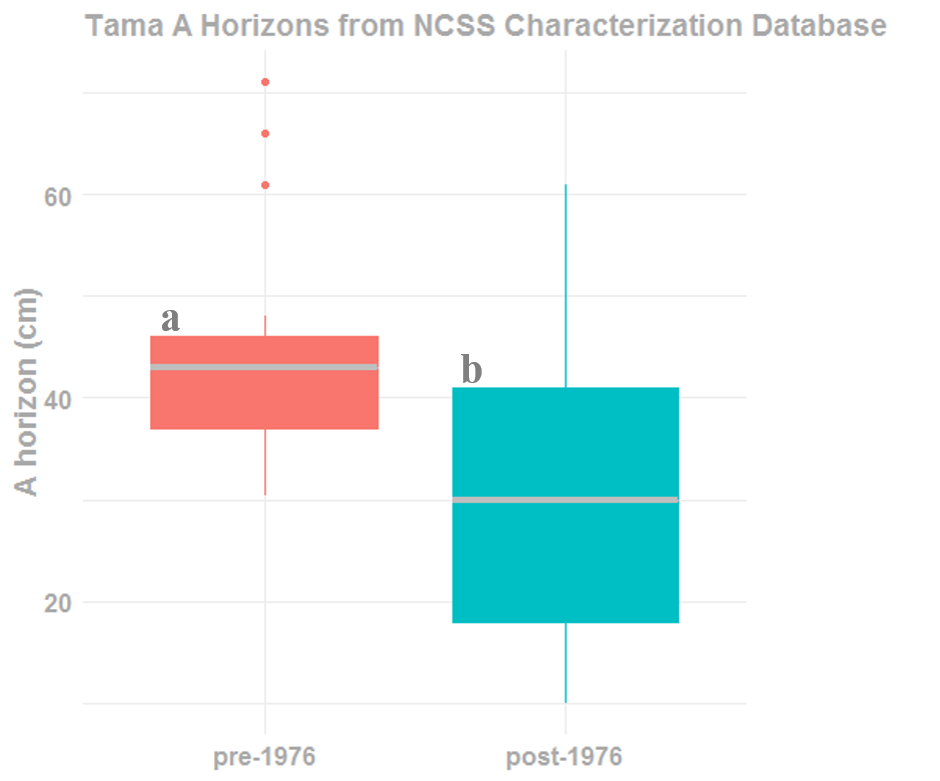 Tama A Horizons from NCSS Characterization Database
A horizon (cm)
60
40
20
a
b
pre-1976
post-1976